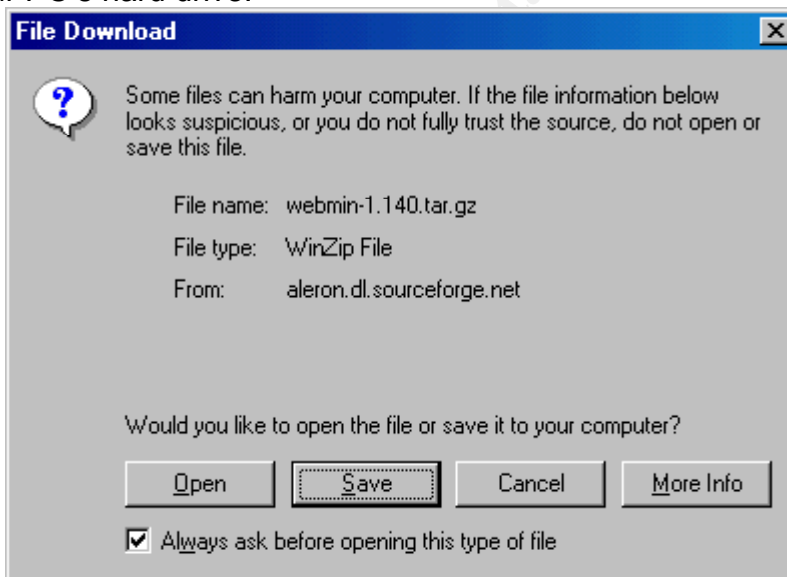 File Download
Some files can harm your computer. If the file information below
looks suspicious, or you do not fully trust the source, do not open or
save this file.
File name: webmin-1.140.tar.gz
File type: WinZip File
From: aleron.dl.sourceforge.net
Would you like to open the file or save it to your computer?
Open Save Cancel More Info
Always ask before opening this type of file